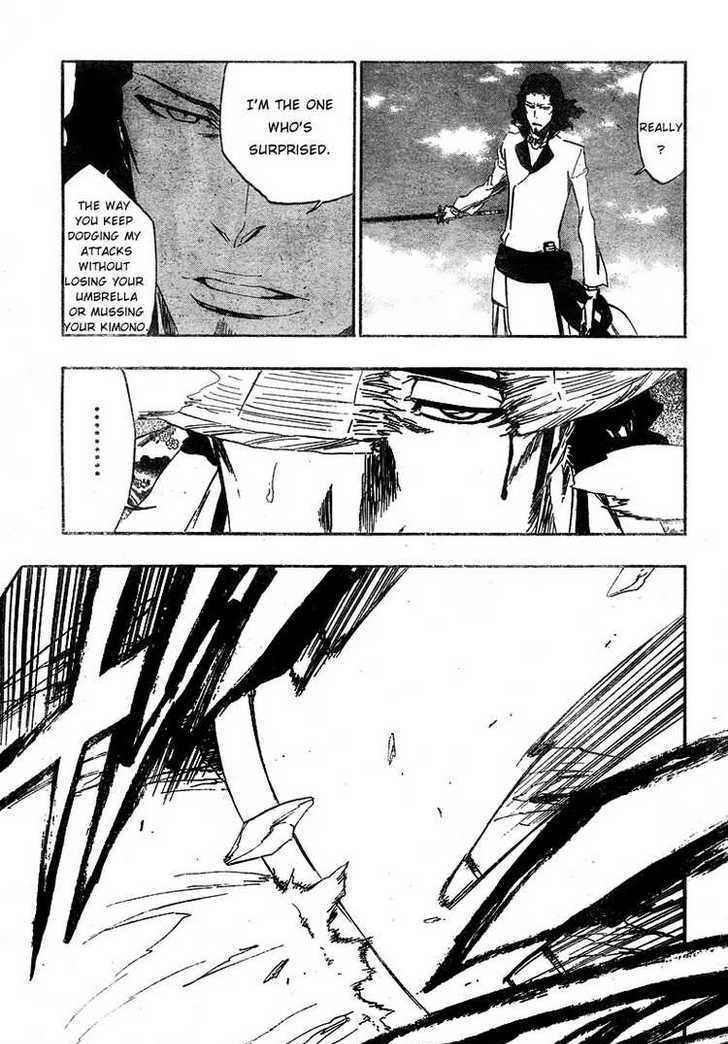 REALLY
?
I'M THE ONE
WHO'S
SURPRISED.
THE WAY
YOU KEEP
DODGING MY
ATTACKS
WITHOUT
LOSING YOUR
UMBRELLA
OR MUSSING
YOUR KIMONO.
.........